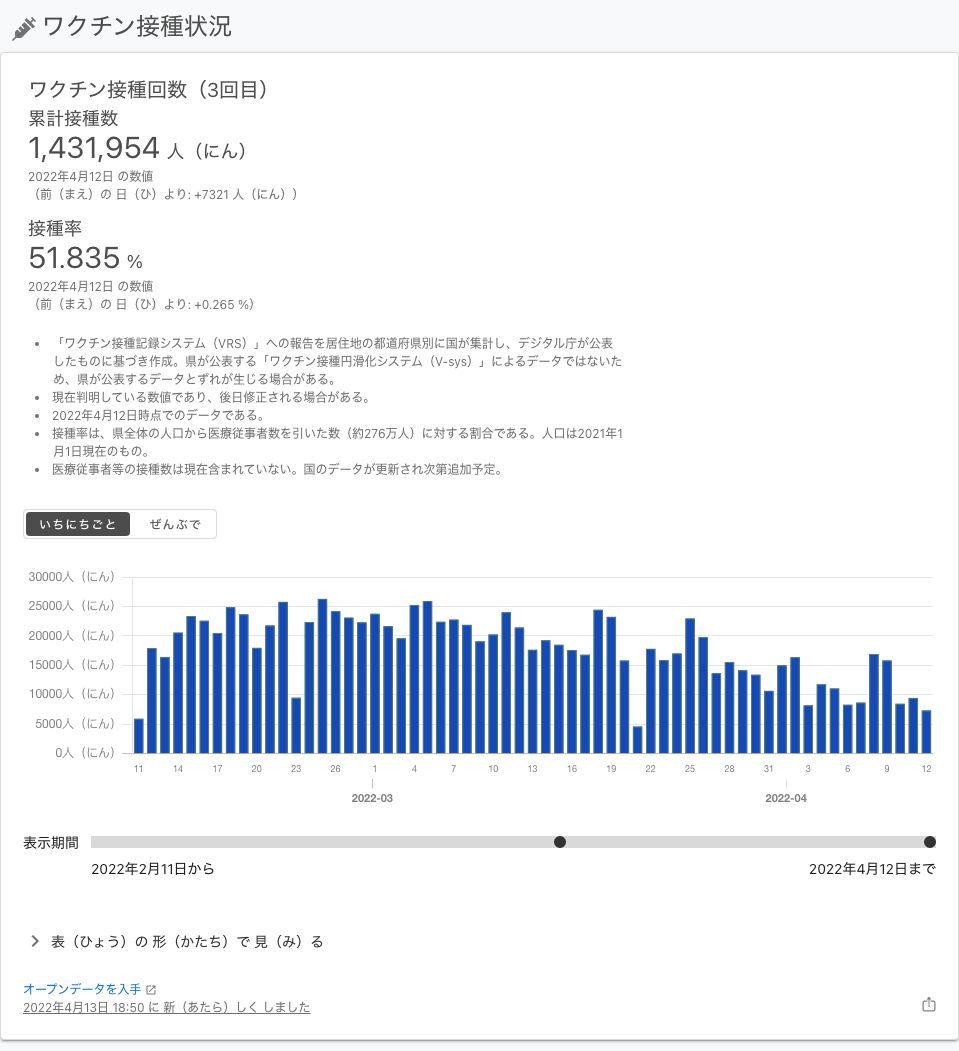 ワクチン接種状況
ワクチン接種回数（3回目）
累計接種数
1,431,954 人（にん）
2022年4月12日 の数値
（前（まえ）の 日（ひ）より: +7321 人（にん））
接種率
51.835 %
2022年4月12日 の数値
（前（まえ）の 日（ひ）より: +0.265 %）
• 「ワクチン接種記録システム（VRS）」への報告を居住地の都道府県別に国が集計し、デジタル庁が公表
したものに基づき作成。県が公表する「ワクチン接種円滑化システム（V-sys）」によるデータではないた
め、県が公表するデータとずれが生じる場合がある。
• 現在判明している数値であり、後日修正される場合がある。
• 2022年4月12日時点でのデータである。
• 接種率は、県全体の人口から医療従事者数を引いた数（約276万人）に対する割合である。人口は2021年1
月1日現在のもの。
• 医療従事者等の接種数は現在含まれていない。国のデータが更新され次第追加予定。
いちにちごと ぜんぶで
30000人（にん）
25000人（にん）
20000人（にん）
15000人（にん）
10000人（にん）
5000人（にん）
0人（にん）
11 14 17 20 23 26 1 4 7 10 13 16 19 22 25 28 31 3 6 9 12
2022-03 2022-04
表示期間
2022年2月11日から 2022年4月12日まで
表（ひょう）の 形（かたち）で 見（み）る
オープンデータを入手
2022年4月13日 18:50 に 新（あたら）しく しました